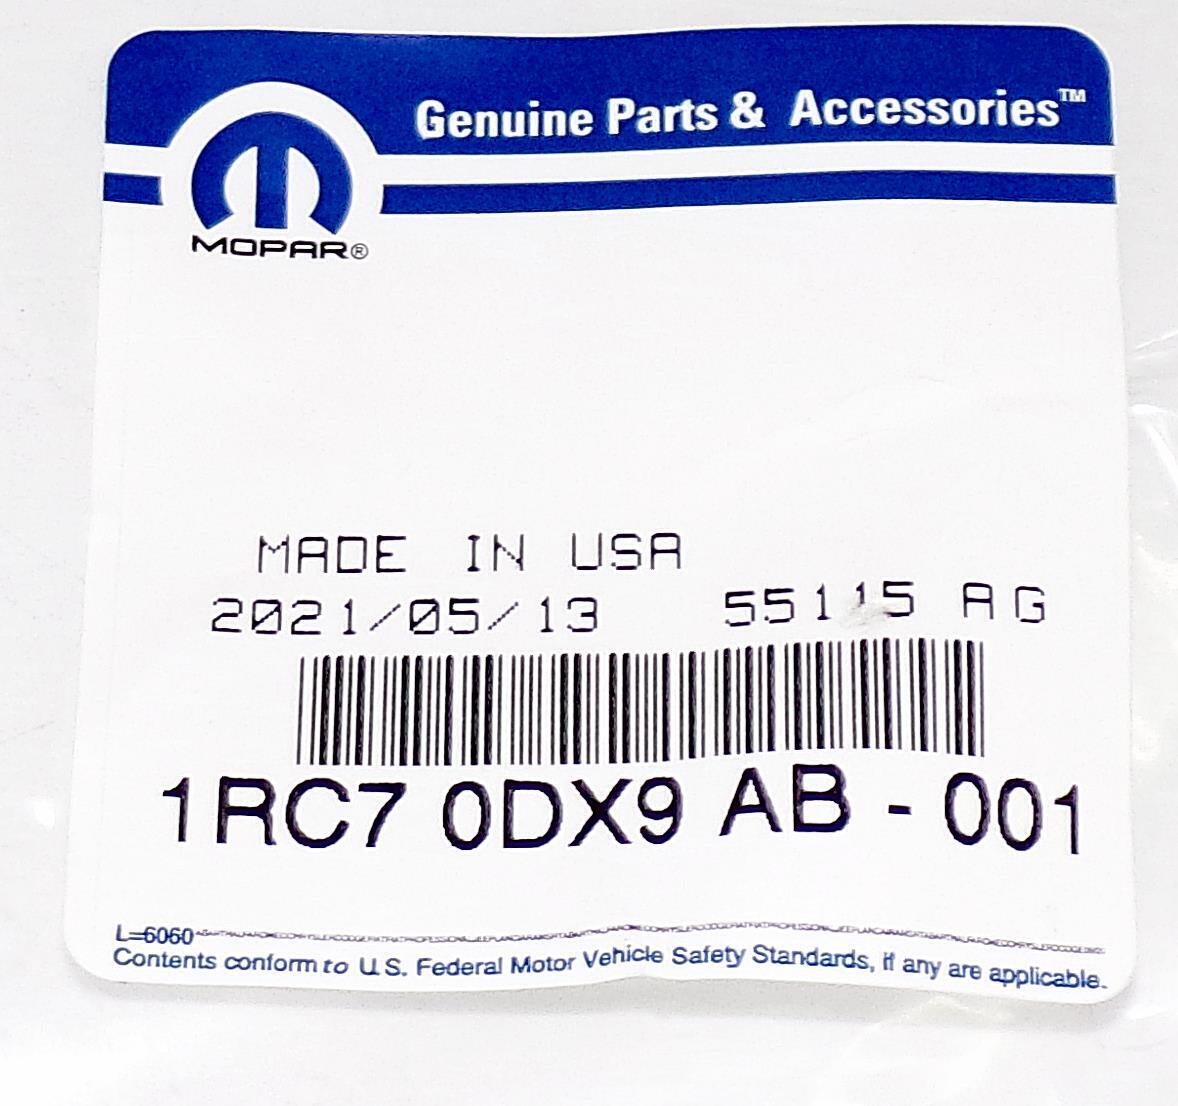 Genuine Parts & Accessories™
MOPAR®
MADE IN USA
2021/05/13 55115 AG
1RC7 0DX9 AB - 001
L=6060
Contents conform to U.S. Federal Motor Vehicle Safety Standards, if any are applicable.